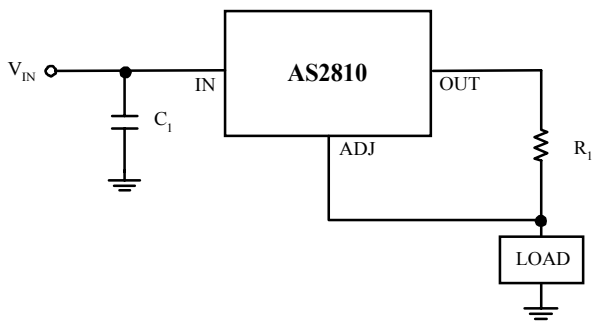 V_IN
IN
AS2810
OUT
C_1
ADJ
R_1
LOAD